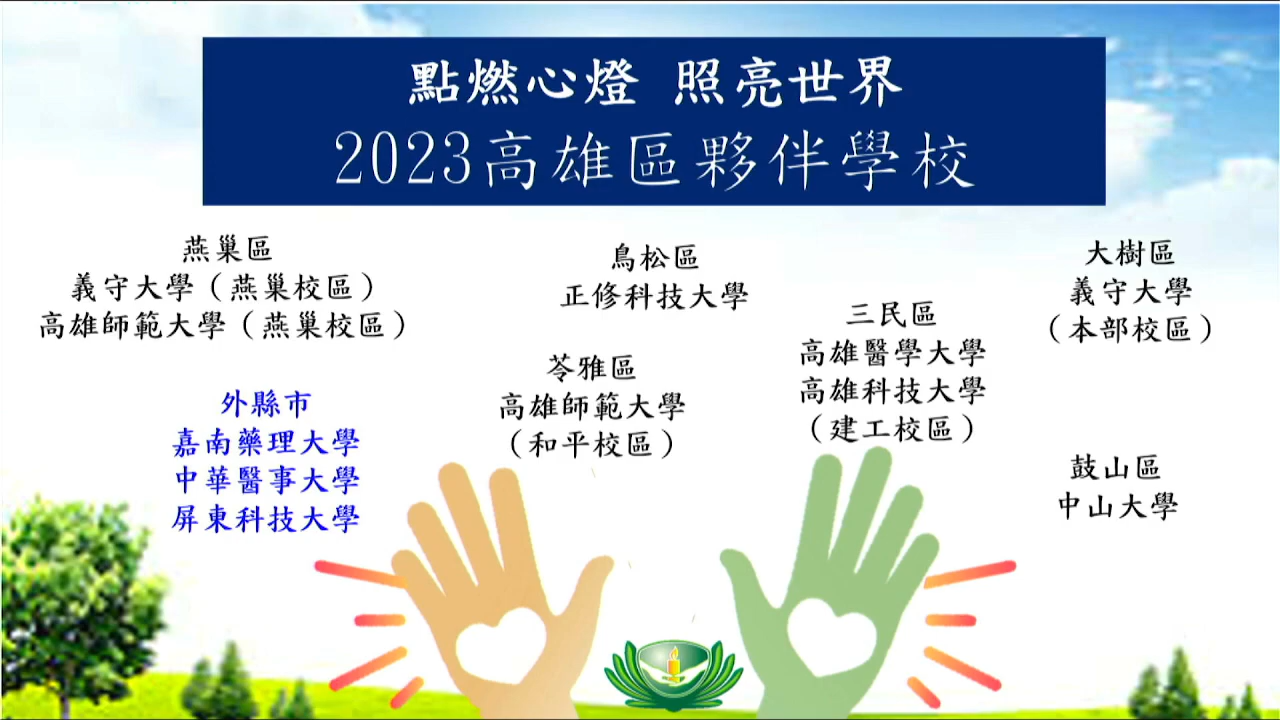 點燃心燈 照亮世界
2023高雄區夥伴學校
燕巢區
義守大學（燕巢校區）
高雄師範大學（燕巢校區）
鳥松區
正修科技大學
大樹區
義守大學
（本部校區）
三民區
高雄醫學大學
高雄科技大學
（建工校區）
苓雅區
高雄師範大學
（和平校區）
外縣市
嘉南藥理大學
中華醫事大學
屏東科技大學
鼓山區
中山大學